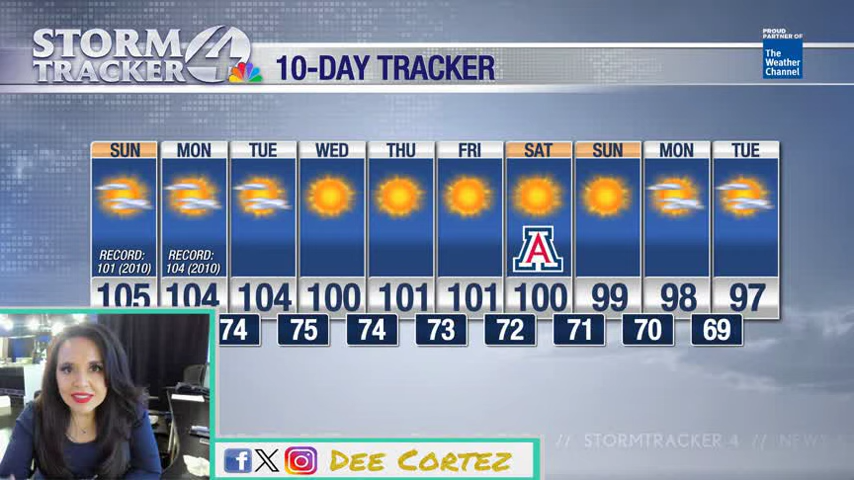 STORM 4
TRACKER
10-DAY TRACKER
PROUD
PARTNER OF
The
Weather
Channel
SUN MON TUE WED THU FRI SAT SUN MON TUE
RECORD: RECORD:
101 (2010) 104 (2010)
A
105 104 104 100 101 101 100 99 98 97
74 75 74 73 72 71 70 69
// STORMTRACKER 4 // NEWS
f X DEE CORTEZ